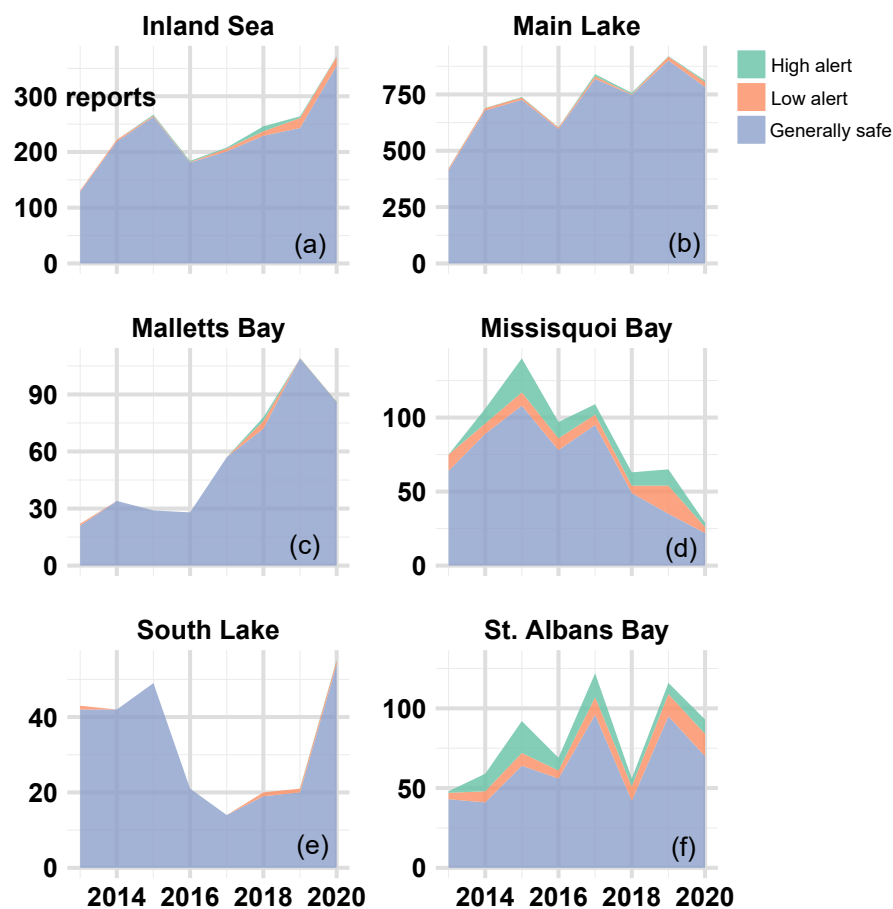 Inland Sea
300 reports
200
100
0
(a)
Main Lake
750
500
250
0
(b)
High alert
Low alert
Generally safe
Malletts Bay
90
60
30
0
(c)
Missisquoi Bay
100
50
0
(d)
South Lake
40
20
0
(e)
2014 2016 2018 2020
St. Albans Bay
100
50
0
(f)
2014 2016 2018 2020